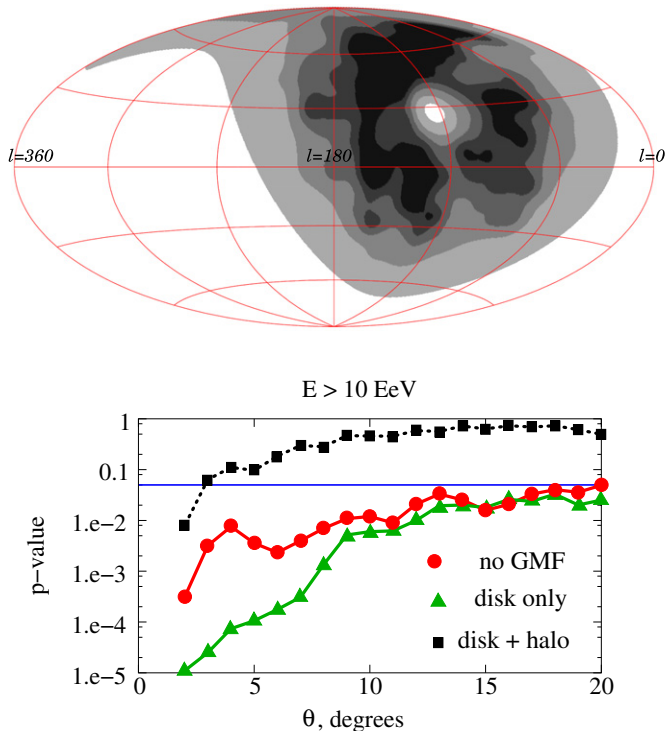 l=360 l=180 l=0
E > 10 EeV
1
0.1
1.e-2
1.e-3
1.e-4
1.e-5
p-value
no GMF
disk only
disk + halo
0 5 10 15 20
θ, degrees